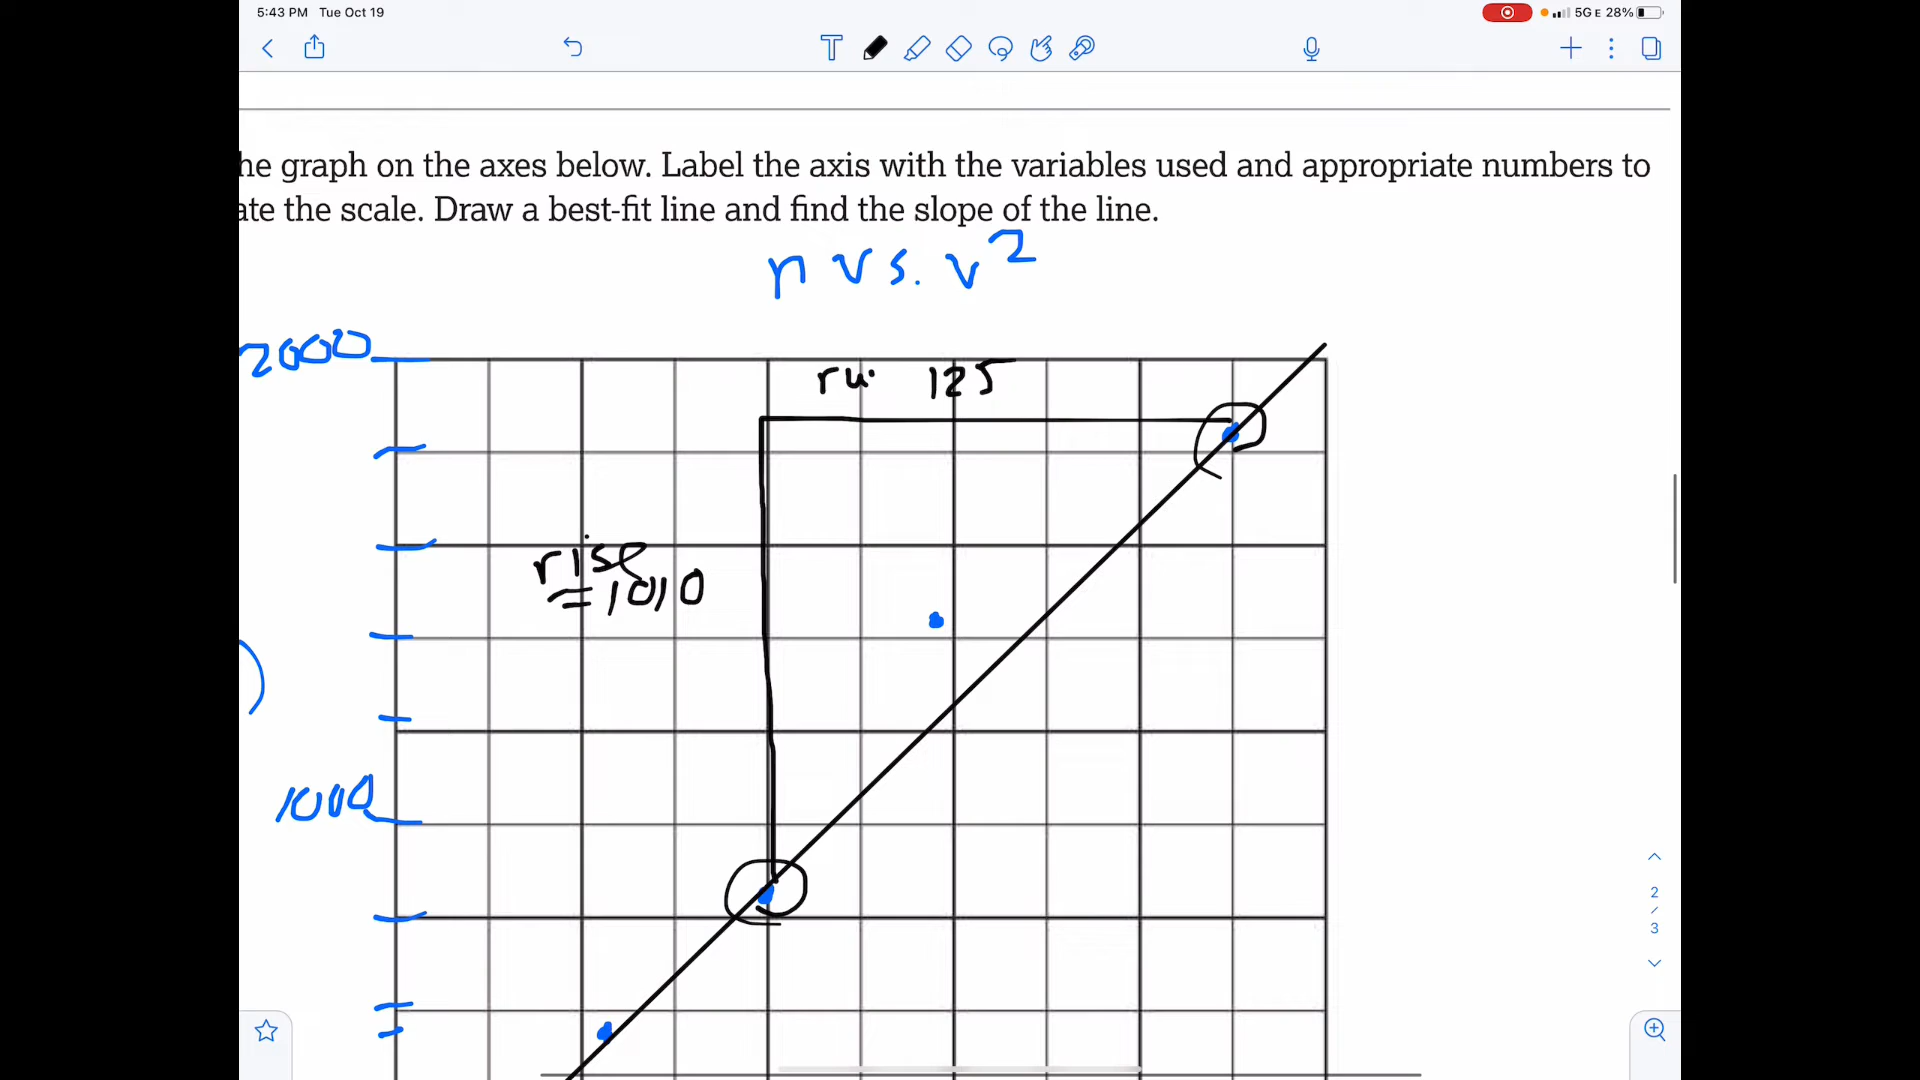 5:43 PM Tue Oct 19
5G E 28%
he graph on the axes below. Label the axis with the variables used and appropriate numbers to
ate the scale. Draw a best-fit line and find the slope of the line.
n vs. v²
2000
ru 125
rise
=1010
1000
2
3